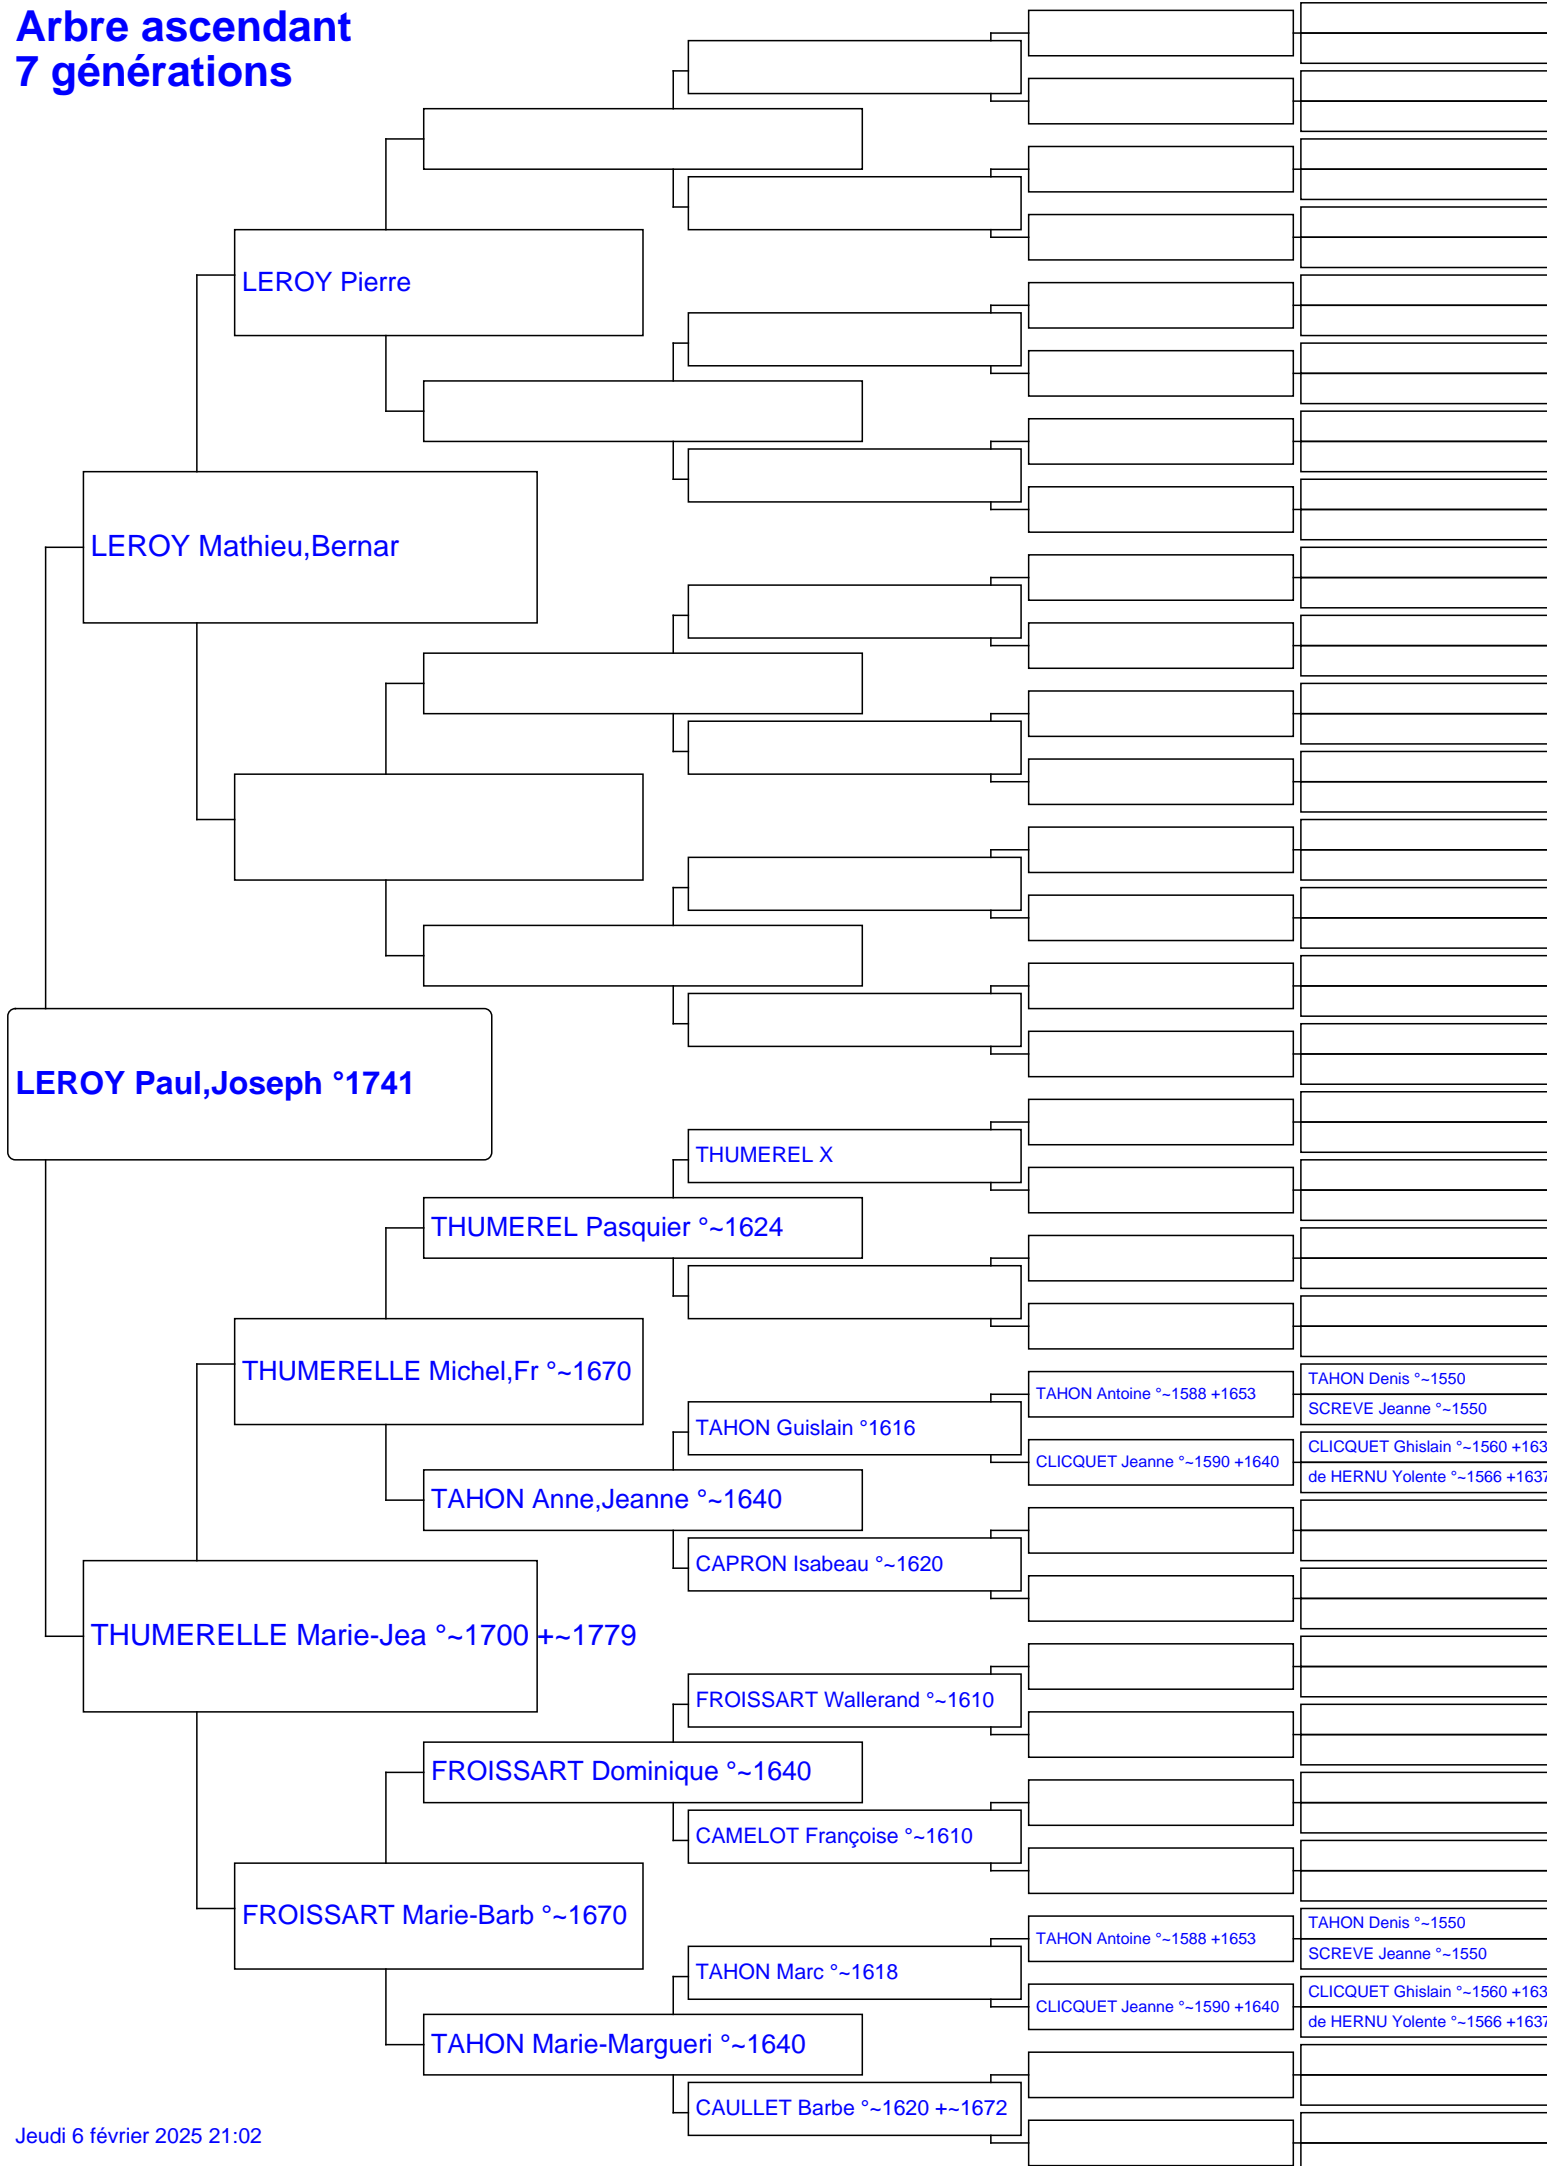 Arbre ascendant
7 générations
LEROY Pierre
LEROY Mathieu,Bernar
LEROY Paul,Joseph °1741
THUMEREL X
THUMEREL Pasquier °~1624
THUMERELLE Michel,Fr °~1670
TAHON Denis °~1550
TAHON Antoine °~1588 +1653
SCREVE Jeanne °~1550
TAHON Guislain °1616
CLICQUET Ghislain °~1560 +163
CLICQUET Jeanne °~1590 +1640
de HERNU Yolente °~1566 +1637
TAHON Anne,Jeanne °~1640
CAPRON Isabeau °~1620
THUMERELLE Marie-Jea °~1700 +~1779
FROISSART Wallerand °~1610
FROISSART Dominique °~1640
CAMELOT Françoise °~1610
FROISSART Marie-Barb °~1670
TAHON Denis °~1550
TAHON Antoine °~1588 +1653
SCREVE Jeanne °~1550
TAHON Marc °~1618
CLICQUET Ghislain °~1560 +163
CLICQUET Jeanne °~1590 +1640
de HERNU Yolente °~1566 +1637
TAHON Marie-Margueri °~1640
CAULLET Barbe °~1620 +~1672
Jeudi 6 février 2025 21:02